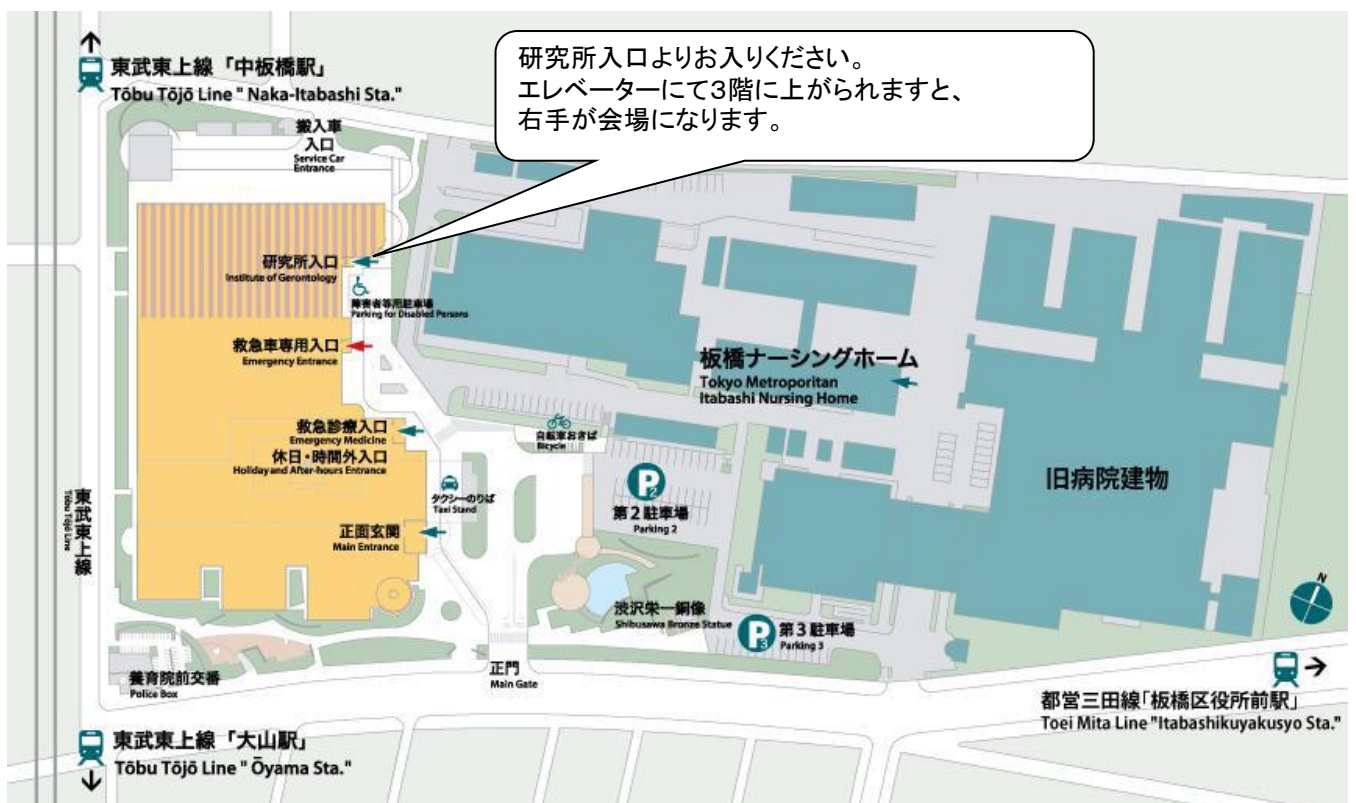 東武東上線「中板橋駅」
Tōbu Tōjō Line " Naka-Itabashi Sta."
研究所入口よりお入りください。
エレベーターにて3階に上がられますと、
右手が会場になります。
搬入車
入口
Service Car
Entrance
研究所入口
Institute of Gerontology
障害者等用駐車場
Parking for Disabled Persons
救急車専用入口
Emergency Entrance
板橋ナーシングホーム
Tokyo Metroporitan
Itabashi Nursing Home
救急診療入口
Emergency Medicine
休日・時間外入口
Holiday and After-hours Entrance
自転車おきば
Bicycle
タクシーのりば
Taxi Stand
P2
第2駐車場
Parking 2
旧病院建物
東武東上線
Tōbu Tōjō Line
正面玄関
Main Entrance
N
渋沢栄一銅像
Shibusawa Bronze Statue
P3
第3駐車場
Parking 3
養育院前交番
Police Box
正門
Main Gate
都営三田線「板橋区役所前駅」
Toei Mita Line "Itabashikuyakusyo Sta."
東武東上線「大山駅」
Tōbu Tōjō Line " Ōyama Sta."